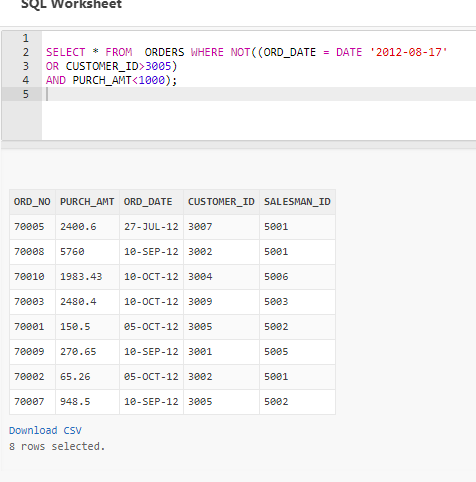 SQL Worksheet
1
2 SELECT * FROM  ORDERS WHERE NOT((ORD_DATE = DATE '2012-08-17'
3 OR CUSTOMER_ID>3005)
4 AND PURCH_AMT<1000);
5
ORD_NO PURCH_AMT ORD_DATE CUSTOMER_ID SALESMAN_ID
70005 2400.6 27-JUL-12 3007 5001
70008 5760 10-SEP-12 3002 5001
70010 1983.43 10-OCT-12 3004 5006
70003 2480.4 10-OCT-12 3009 5003
70001 150.5 05-OCT-12 3005 5002
70009 270.65 10-SEP-12 3001 5005
70002 65.26 05-OCT-12 3002 5001
70007 948.5 10-SEP-12 3005 5002
Download CSV
8 rows selected.